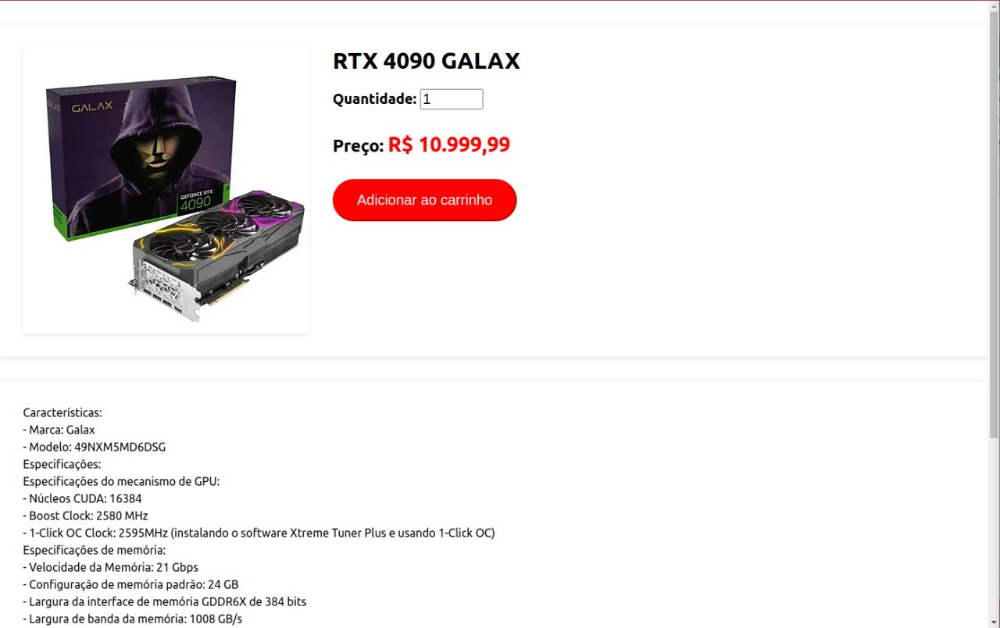 GALAX
GEFORCE RTX
4090
RTX 4090 GALAX
Quantidade: 1
Preço: R$ 10.999,99
Adicionar ao carrinho
Características:
- Marca: Galax
- Modelo: 49NXM5MD6DSG
Especificações:
Especificações do mecanismo de GPU:
- Núcleos CUDA: 16384
- Boost Clock: 2580 MHz
- 1-Click OC Clock: 2595MHz (instalando o software Xtreme Tuner Plus e usando 1-Click OC)
Especificações de memória:
- Velocidade da Memória: 21 Gbps
- Configuração de memória padrão: 24 GB
- Largura da interface de memória GDDR6X de 384 bits
- Largura de banda da memória: 1008 GB/s